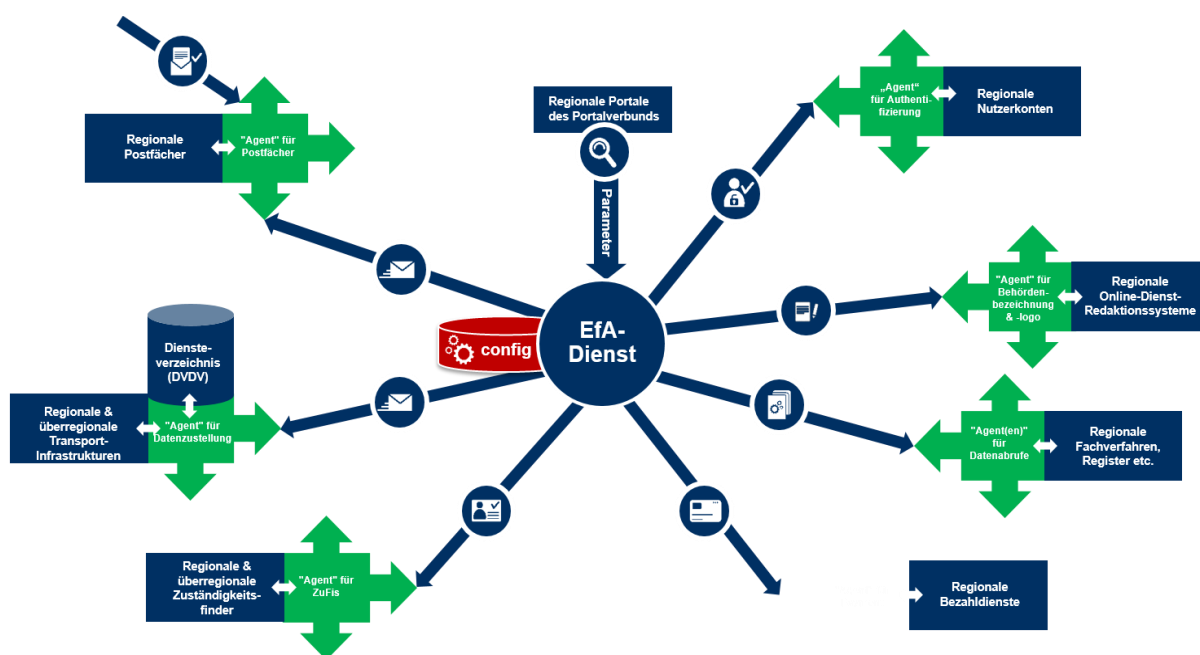 Regionale
Postfächer
"Agent" für
Postfächer
Regionale Portale
des Portalverbunds
Parameter
„Agent“
für Authenti-
fizierung
Regionale
Nutzerkonten
"Agent" für
Behörden-
bezeichnung
& -logo
Regionale
Online-Dienst-
Redaktionssysteme
EfA-
Dienst
config
Dienste-
verzeichnis
(DVDV)
Regionale &
überregionale
Transport-
Infrastrukturen
"Agent" für
Datenzustellung
"Agent(en)"
für
Datenabrufe
Regionale
Fachverfahren,
Register etc.
Regionale &
überregionale
Zuständigkeits-
finder
"Agent" für
ZuFis
Regionale
Bezahldienste